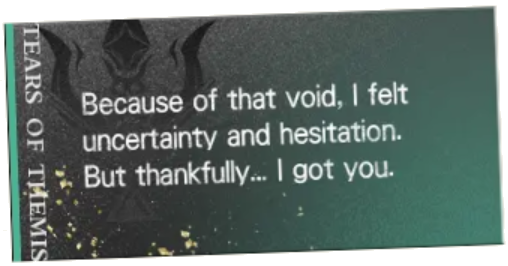 TEARS OF THEMIS
Because of that void, I felt
uncertainty and hesitation.
But thankfully... I got you.